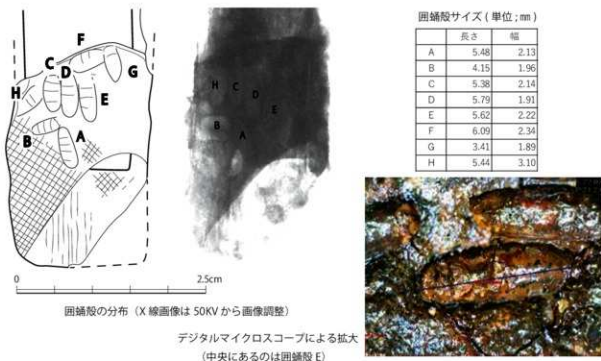 囲蛹殻サイズ ( 単位 ; ㎜ )
長さ 幅
A 5.48 2.13
B 4.15 1.96
C 5.38 2.14
D 5.79 1.91
E 5.62 2.22
F 6.09 2.34
G 3.41 1.89
H 5.44 3.10
F
C
D
G
H
E
B
A
H C D
E
B
A
0 2.5cm
囲蛹殻の分布（X 線画像は 50KV から画像調整）
デジタルマイクロスコープによる拡大
（中央にあるのは囲蛹殻 E）